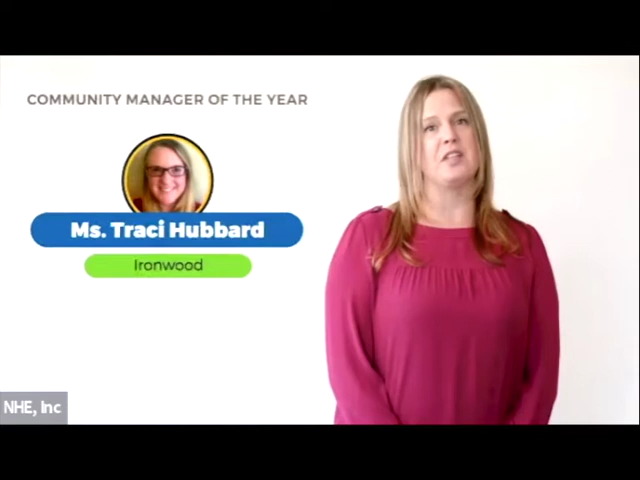 COMMUNITY MANAGER OF THE YEAR
Ms. Traci Hubbard
Ironwood
NHE, Inc